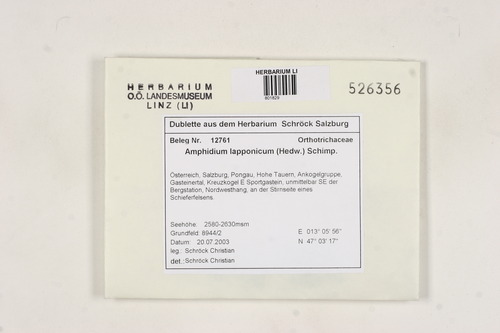 HERBARIUM
O.Ö. LANDESMUSEUM
LINZ (LI)
HERBARIUM LI
601829
526356
Dublette aus dem Herbarium Schröck Salzburg
Beleg Nr. 12761 Orthotrichaceae
Amphidium lapponicum (Hedw.) Schimp.
Österreich, Salzburg, Pongau, Hohe Tauern, Ankogelgruppe,
Gasteinertal, Kreuzkogel E Sportgastein, unmittelbar SE der
Bergstation, Nordwesthang, an der Stirnseite eines
Schieferfelsens
Seehöhe: 2580-2630msm
Grundfeld: 8944/2 E 013° 05' 56"
Datum: 20.07.2003 N 47° 03' 17"
leg.: Schröck Christian
det.: Schröck Christian